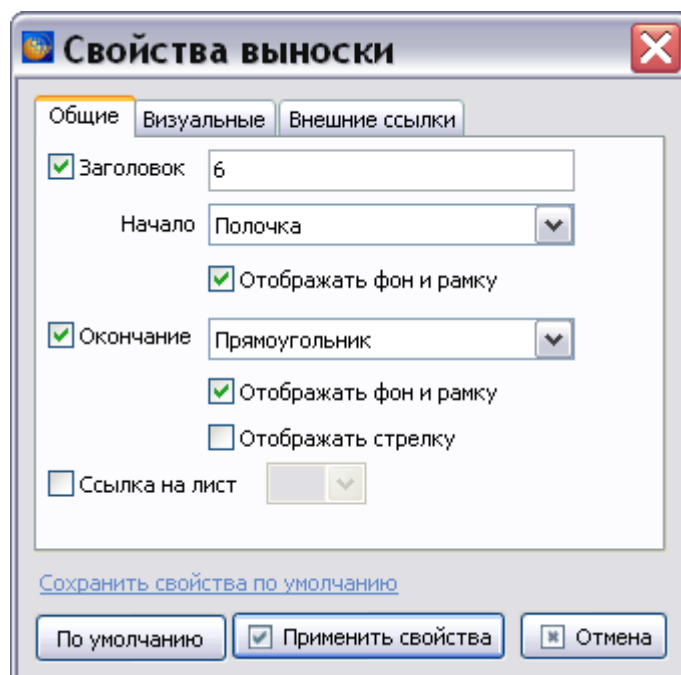 Свойства выноски
Общие Визуальные Внешние ссылки
Заголовок 6
Начало Полочка
Отображать фон и рамку
Окончание Прямоугольник
Отображать фон и рамку
Отображать стрелку
Ссылка на лист
Сохранить свойства по умолчанию
По умолчанию Применить свойства Отмена